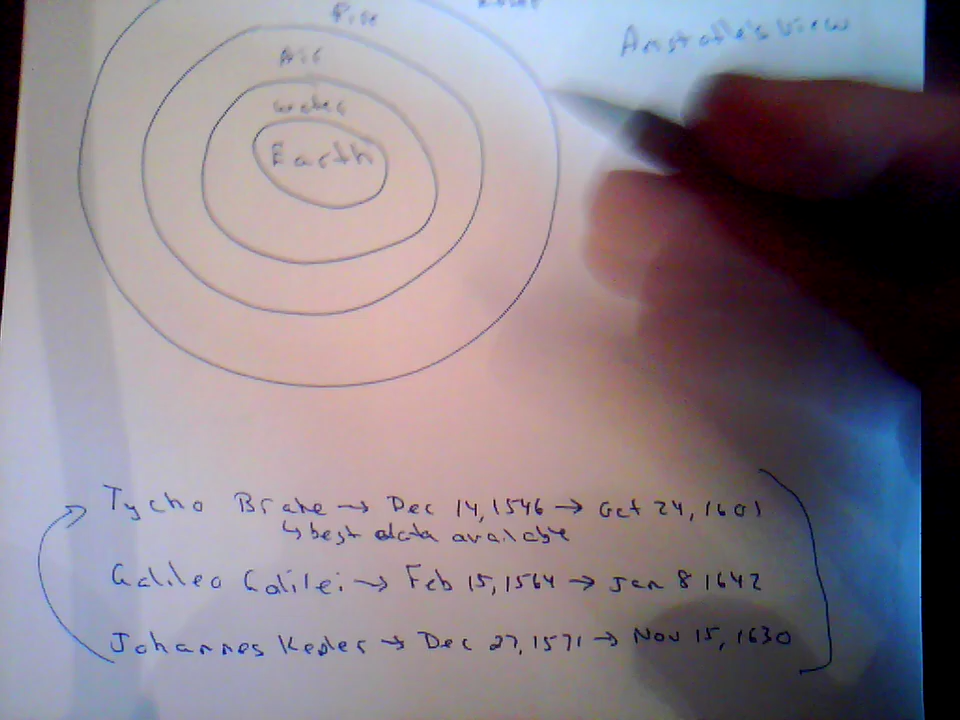 Fire
Aristotle's View
Air
water
Earth
Tycho Brahe → Dec 14, 1546 → Oct 24, 1601
↳ best data available
Galileo Galilei → Feb 15, 1564 → Jan 8 1642
Johannes Kepler → Dec 27, 1571 → Nov 15, 1630